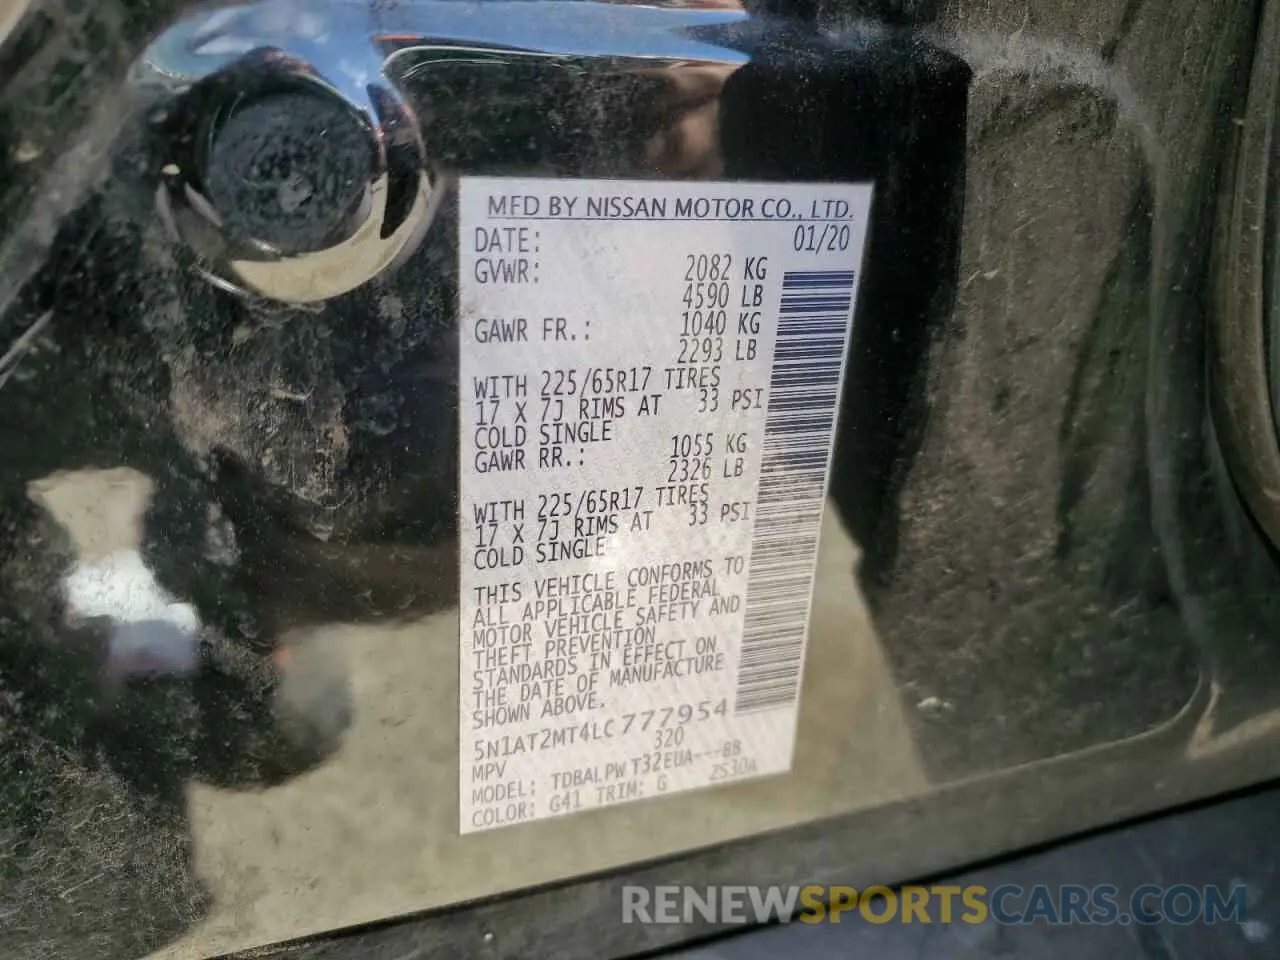 MFD BY NISSAN MOTOR CO., LTD.
DATE: 01/20
GVWR: 2082 KG
4590 LB
GAWR FR.: 1040 KG
2293 LB
WITH 225/65R17 TIRES
17 X 7J RIMS AT 33 PSI
COLD SINGLE
GAWR RR.: 1055 KG
2326 LB
WITH 225/65R17 TIRES
17 X 7J RIMS AT 33 PSI
COLD SINGLE
THIS VEHICLE CONFORMS TO
ALL APPLICABLE FEDERAL
MOTOR VEHICLE SAFETY AND
THEFT PREVENTION
STANDARDS IN EFFECT ON
THE DATE OF MANUFACTURE
SHOWN ABOVE.
5N1AT2MT4LC777954
MPV 320
MODEL: TDBALPW T32EUA---BB
COLOR: G41 TRIM: G ZS30A
RENEWSPORTSCARS.COM